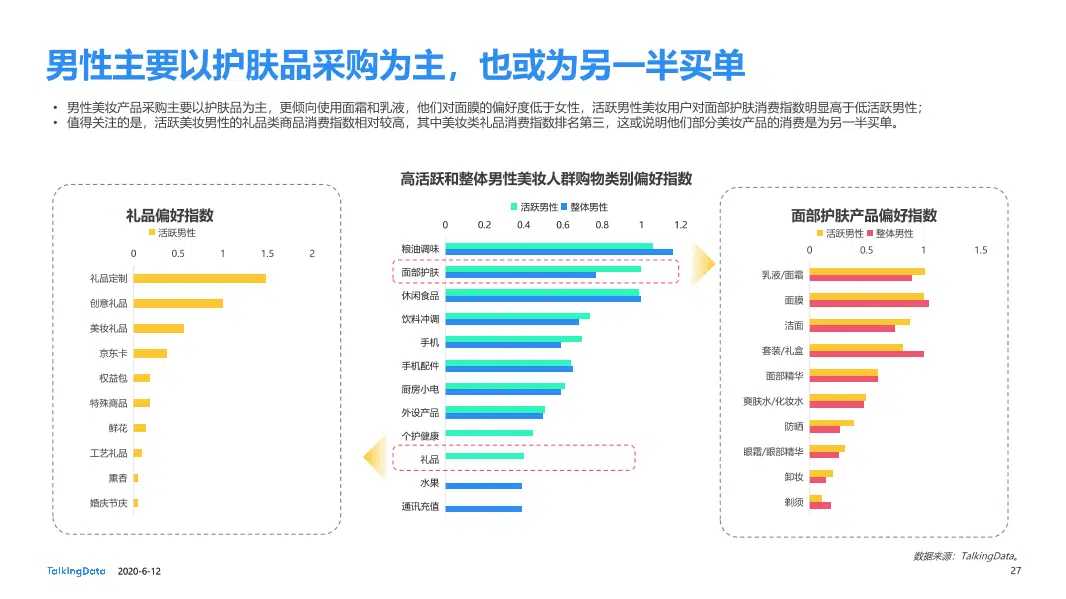 男性主要以护肤品采购为主，也或为另一半买单
• 男性美妆产品采购主要以护肤品为主，更倾向使用面霜和乳液，他们对面膜的偏好度低于女性，活跃男性美妆用户对面部护肤消费指数明显高于低活跃男性；
• 值得关注的是，活跃美妆男性的礼品类商品消费指数相对较高，其中美妆类礼品消费指数排名第三，这或说明他们部分美妆产品的消费是为另一半买单。
礼品偏好指数
活跃男性
0 0.5 1 1.5 2
礼品定制
创意礼品
美妆礼品
京东卡
权益包
特殊商品
鲜花
工艺礼品
熏香
婚庆节庆
高活跃和整体男性美妆人群购物类别偏好指数
活跃男性 整体男性
0 0.2 0.4 0.6 0.8 1 1.2
粮油调味
面部护肤
休闲食品
饮料冲调
手机
手机配件
厨房小电
外设产品
个护健康
礼品
水果
通讯充值
面部护肤产品偏好指数
活跃男性 整体男性
0 0.5 1 1.5
乳液/面霜
面膜
洁面
套装/礼盒
面部精华
爽肤水/化妆水
防晒
眼霜/眼部精华
卸妆
剃须
数据来源：TalkingData。
TalkingData 2020-6-12
27